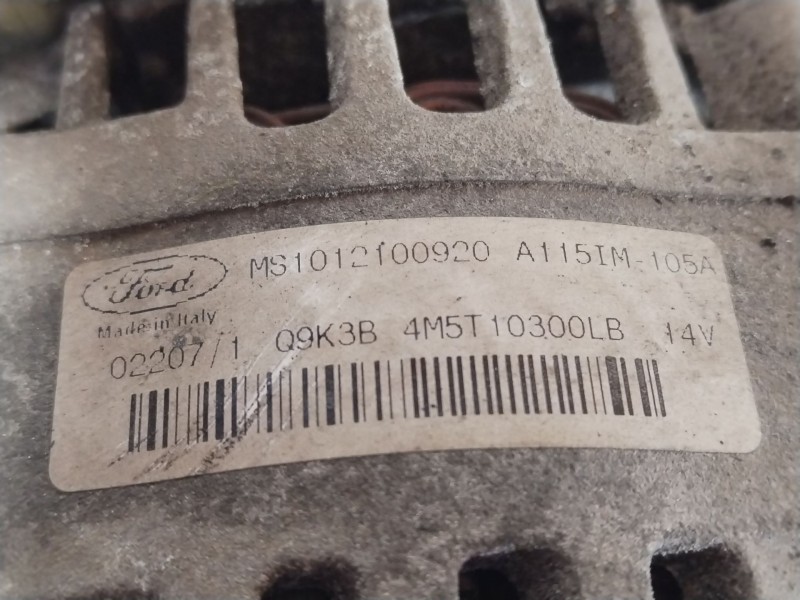 Ford MS1012100920 A115IM-105A
Made in Italy
02207/1 Q9K3B 4M5T10300LB 14V